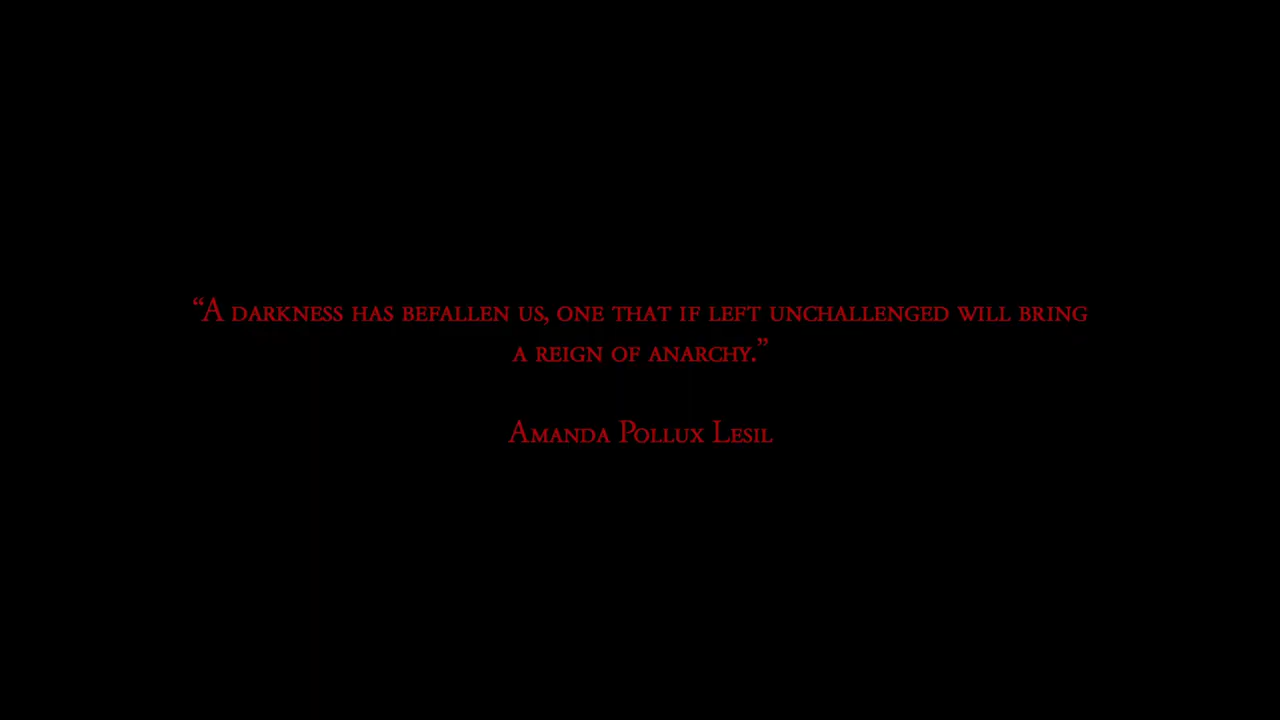 “A darkness has befallen us, one that if left unchallenged will bring
a reign of anarchy.”
Amanda Pollux Lesil